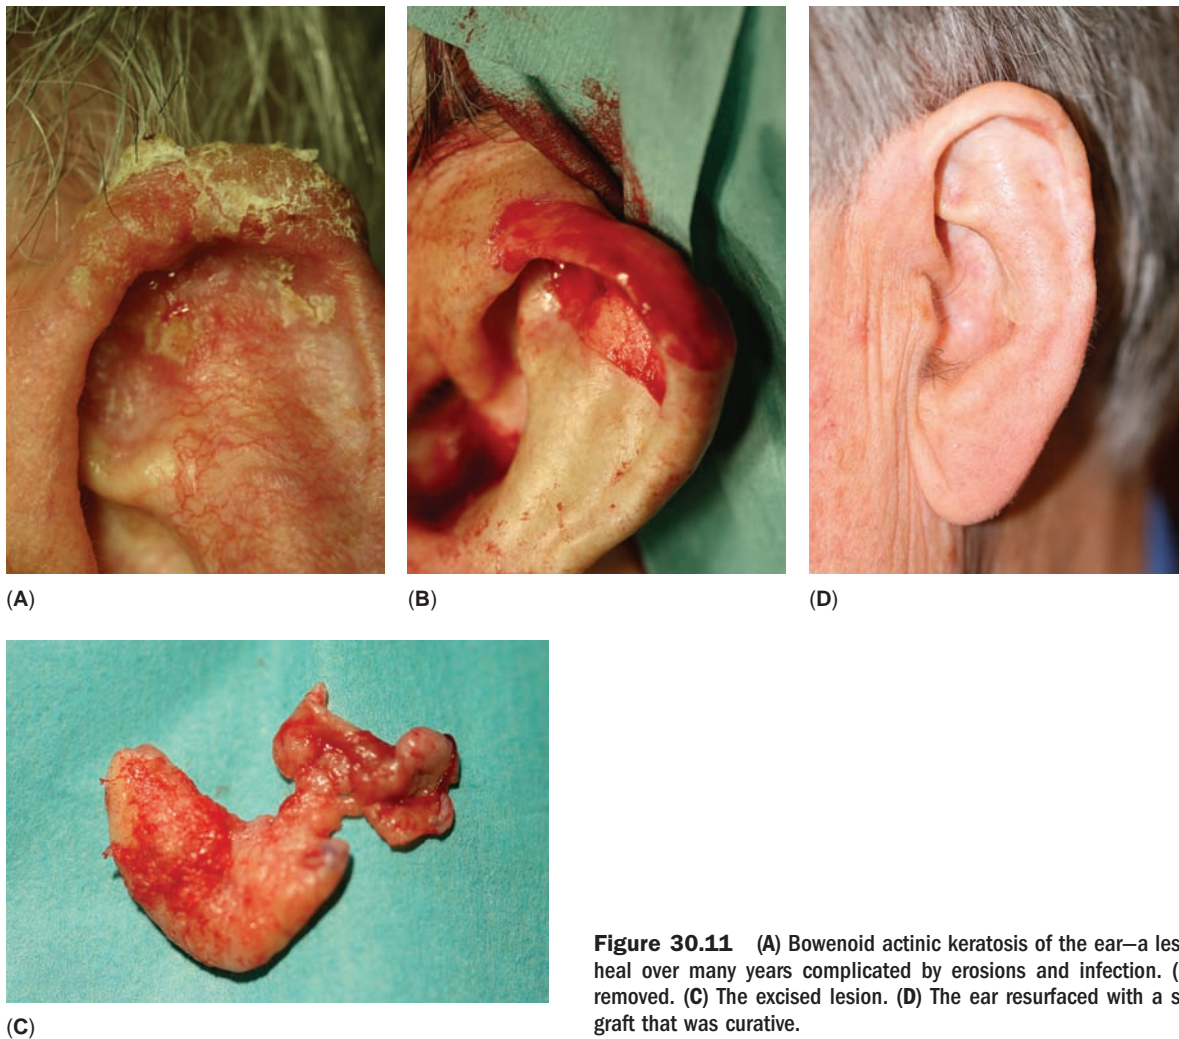 (A)
(B)
(D)
(C)
Figure 30.11 (A) Bowenoid actinic keratosis of the ear—a les
heal over many years complicated by erosions and infection. (
removed. (C) The excised lesion. (D) The ear resurfaced with a s
graft that was curative.